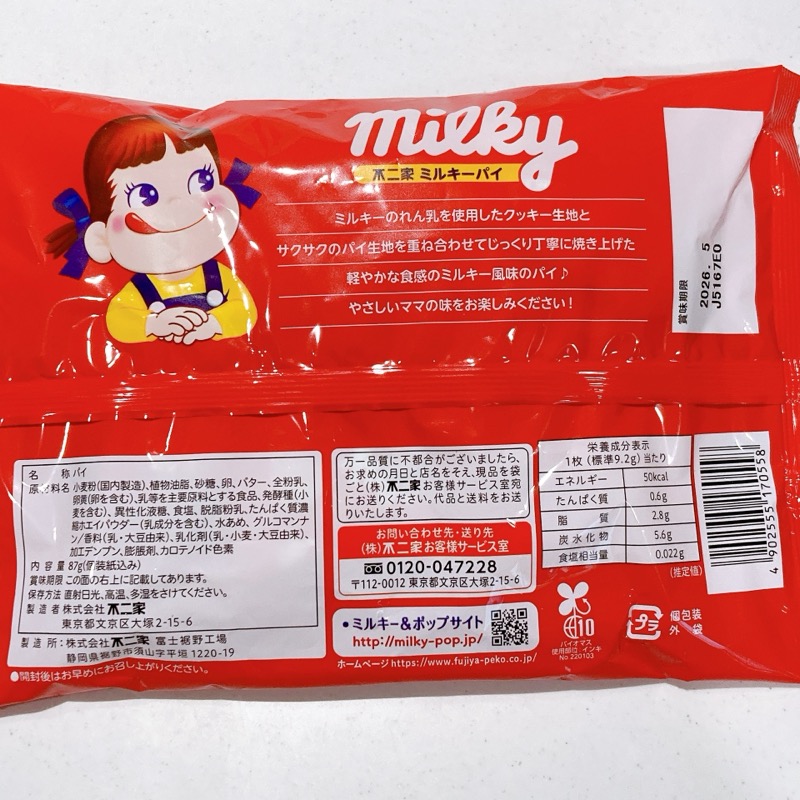 milky
不二家 ミルキーパイ
ミルキーのれん乳を使用したクッキー生地と
サクサクのパイ生地を重ね合わせてじっくり丁寧に焼き上げた
軽やかな食感のミルキー風味のパイ♪
やさしいママの味をお楽しみください!
賞味期限
2026. 5
J5167E0
名 称 パイ
原材料名 小麦粉(国内製造)、植物油脂、砂糖、卵、バター、全粉乳、
卵黄(卵を含む)、乳等を主要原料とする食品、発酵種(小
麦を含む)、異性化液糖、食塩、脱脂粉乳、たんぱく質濃
縮ホエイパウダー(乳成分を含む)、水あめ、グルコマンナ
ン/香料(乳・大豆由来)、乳化剤(乳・小麦・大豆由来)、
加工デンプン、膨脹剤、カロテノイド色素
内 容 量 87g(個装紙込み)
賞味期限 この面の右上に記載してあります。
保存方法 直射日光、高温、多湿をさけてください。
製 造 者 株式会社 不二家
東京都文京区大塚2-15-6
製 造 所:株式会社 不二家 富士裾野工場
静岡県裾野市須山字平垣 1220-19
●開封後はお早めにお召し上がりください。
万一品質に不都合がございましたら、
お求めの月日と店名をそえ、現品を袋
ごと(株)不二家お客様サービス室宛
にお送りください。代品と送料をお送
りいたします。
お問い合わせ先・送り先
(株)不二家お客様サービス室
0120-047228
〒112-0012 東京都文京区大塚2-15-6
●ミルキー&ポップサイト
http://milky-pop.jp/
ホームページ https://www.fujiya-peko.co.jp/
栄養成分表示
1枚(標準9.2g)当たり
エネルギー 50kcal
たんぱく質 0.6g
脂 質 2.8g
炭水化物 5.6g
食塩相当量 0.022g
(推定値)
4 902555 170558
10
バイオマス
使用部位 インキ
No 220103
プラ
個包装
外 袋